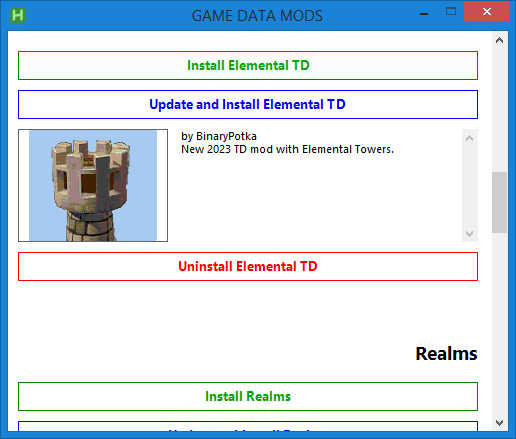 GAME DATA MODS
Install Elemental TD
Update and Install Elemental TD
by BinaryPotka
New 2023 TD mod with Elemental Towers.
Uninstall Elemental TD
Realms
Install Realms